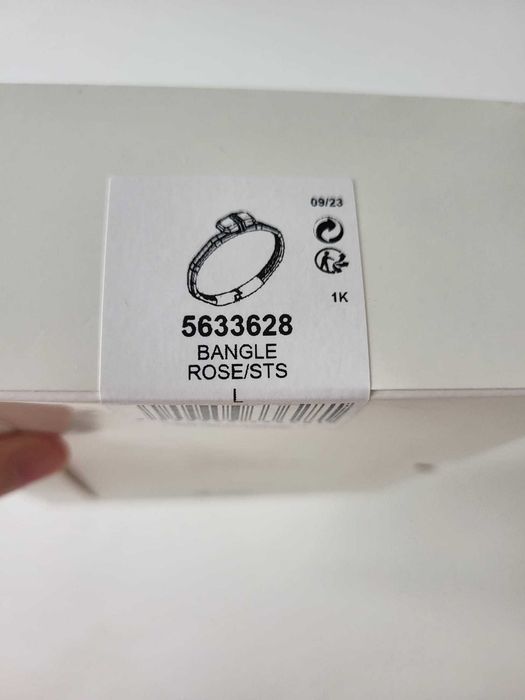 09/23
1K
5633628
BANGLE
ROSE/STS
L